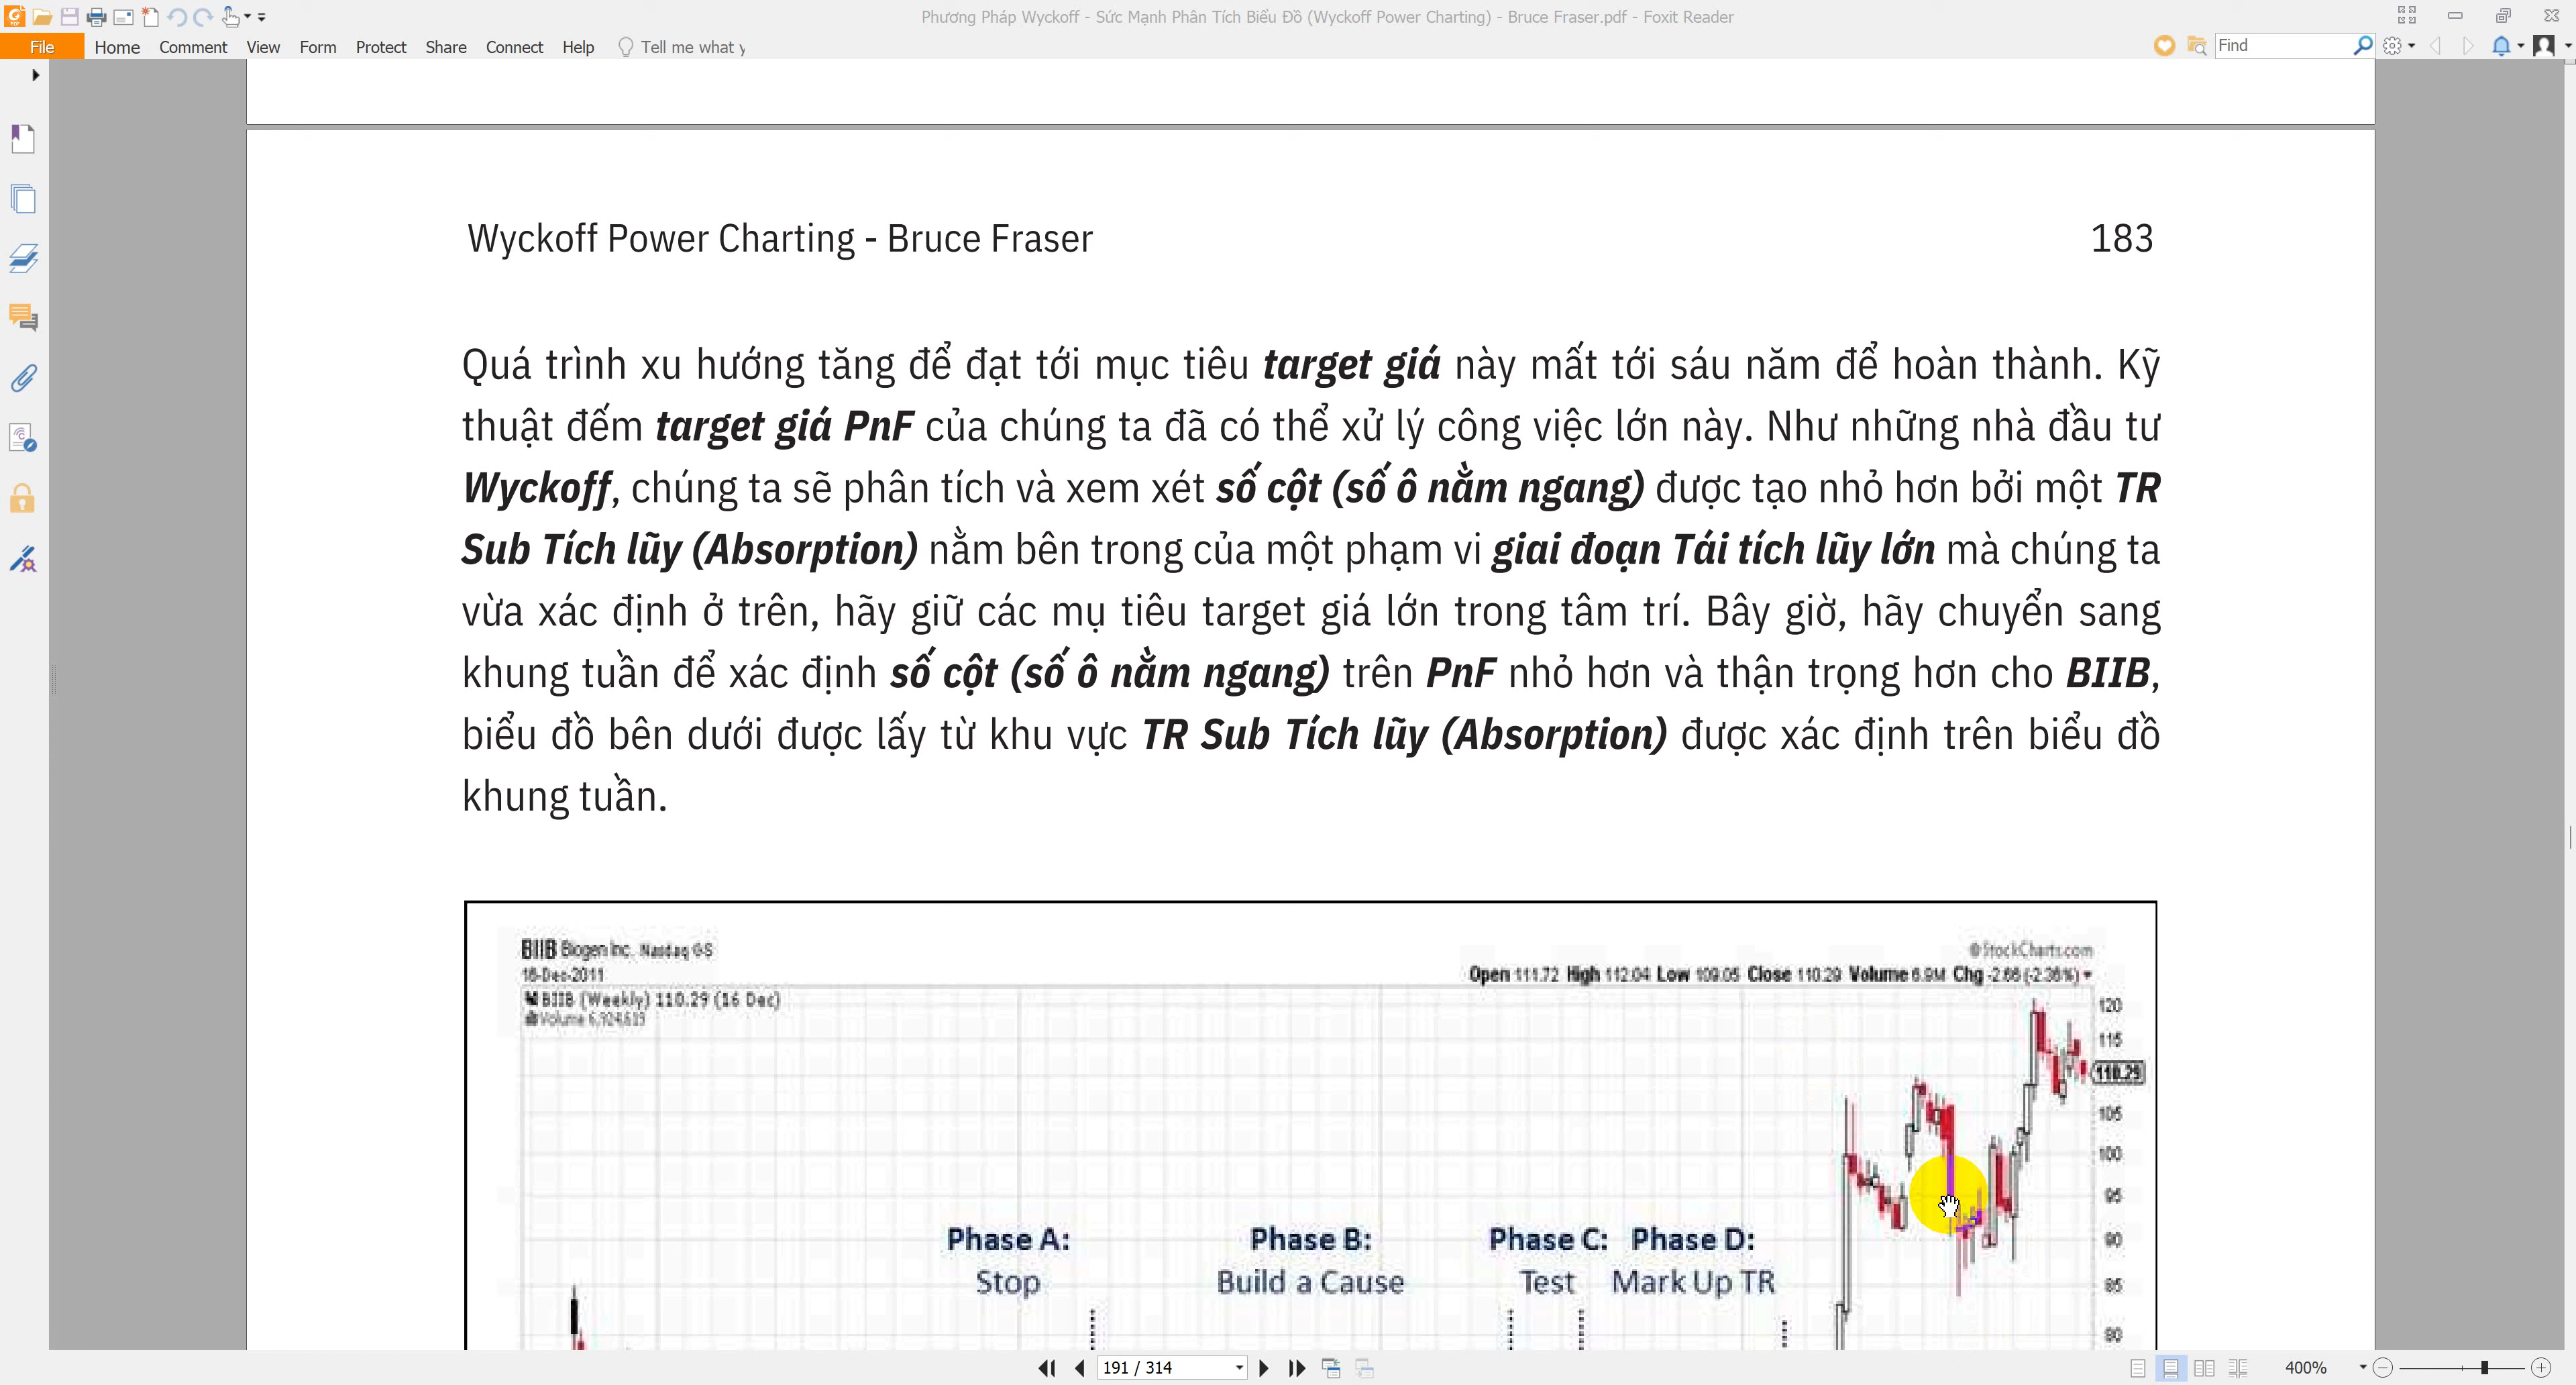 Phương Pháp Wyckoff - Sức Mạnh Phân Tích Biểu Đồ (Wyckoff Power Charting) - Bruce Fraser.pdf - Foxit Reader
File Home Comment View Form Protect Share Connect Help Tell me what y
Find
Wyckoff Power Charting - Bruce Fraser 183
Quá trình xu hướng tăng để đạt tới mục tiêu target giá này mất tới sáu năm để hoàn thành. Kỹ
thuật đếm target giá PnF của chúng ta đã có thể xử lý công việc lớn này. Như những nhà đầu tư
Wyckoff, chúng ta sẽ phân tích và xem xét số cột (số ô nằm ngang) được tạo nhỏ hơn bởi một TR
Sub Tích lũy (Absorption) nằm bên trong của một phạm vi giai đoạn Tái tích lũy lớn mà chúng ta
vừa xác định ở trên, hãy giữ các mụ tiêu target giá lớn trong tâm trí. Bây giờ, hãy chuyển sang
khung tuần để xác định số cột (số ô nằm ngang) trên PnF nhỏ hơn và thận trọng hơn cho BIIB,
biểu đồ bên dưới được lấy từ khu vực TR Sub Tích lũy (Absorption) được xác định trên biểu đồ
khung tuần.
BIIB Biogen Inc. Nasdaq GS © StockCharts.com
16-Dec-2011 Open 111.72 High 112.04 Low 109.05 Close 110.29 Volume 6.9M Chg -2.66 (-2.36%)
BIIB (Weekly) 110.29 (16 Dec)
Volume 6,924,613
120
115
110.29
105
100
95
90
85
80
Phase A: Phase B: Phase C: Phase D:
Stop Build a Cause Test Mark Up TR
191 / 314 400%